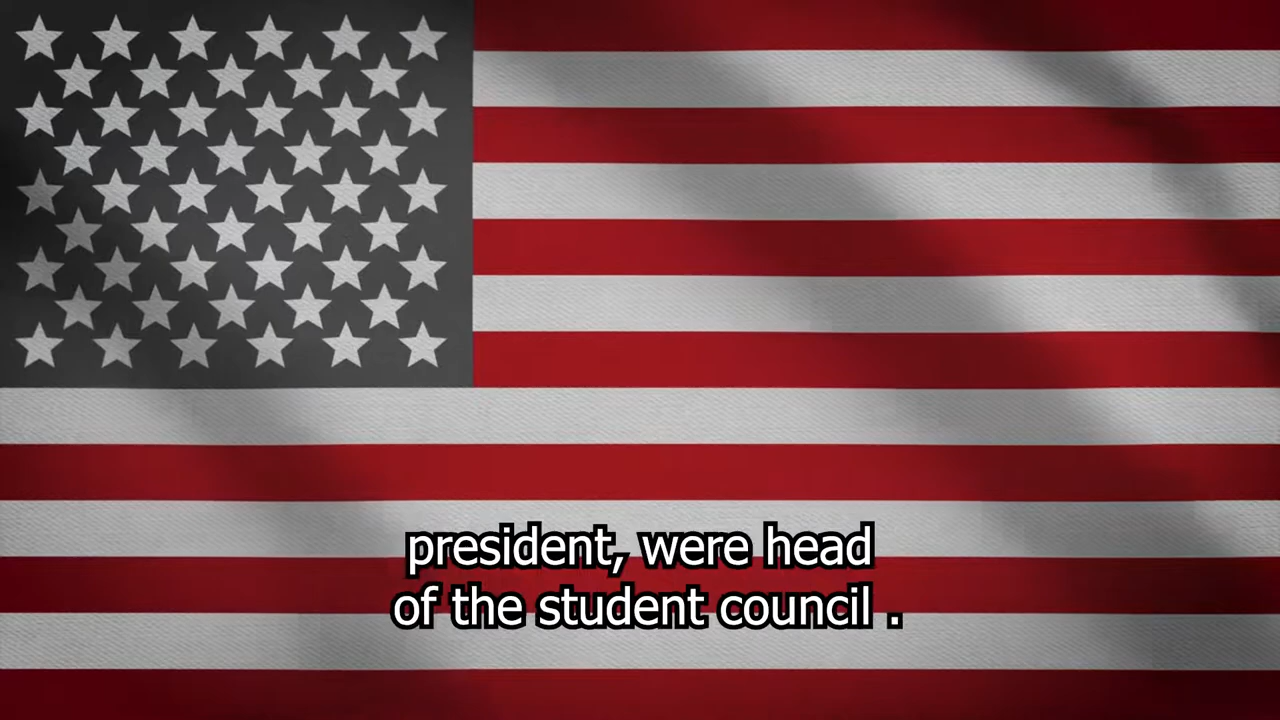 president, were head
of the student council .